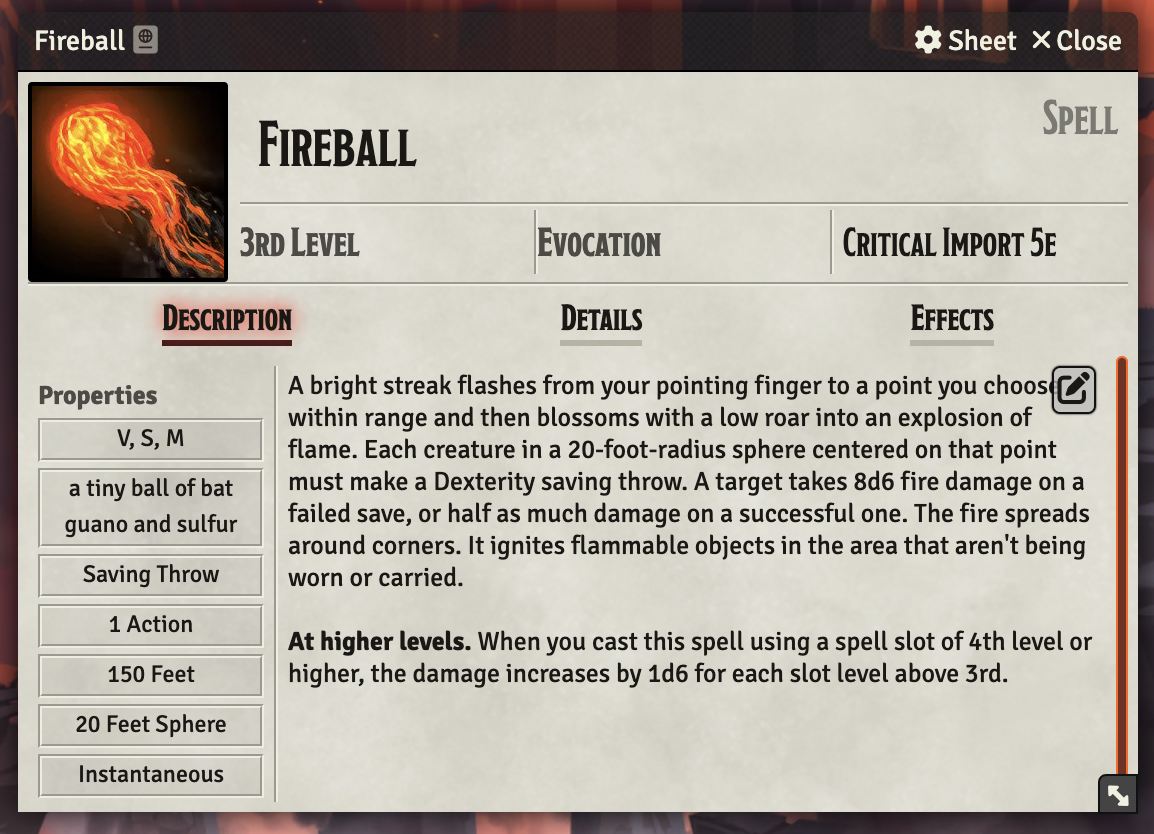 Fireball
Sheet
Close
Fireball
Spell
3rd Level
Evocation
Critical Import 5e
Description
Details
Effects
Properties
V, S, M
a tiny ball of bat
guano and sulfur
Saving Throw
1 Action
150 Feet
20 Feet Sphere
Instantaneous
A bright streak flashes from your pointing finger to a point you choose
within range and then blossoms with a low roar into an explosion of
flame. Each creature in a 20-foot-radius sphere centered on that point
must make a Dexterity saving throw. A target takes 8d6 fire damage on a
failed save, or half as much damage on a successful one. The fire spreads
around corners. It ignites flammable objects in the area that aren't being
worn or carried.
At higher levels. When you cast this spell using a spell slot of 4th level or
higher, the damage increases by 1d6 for each slot level above 3rd.